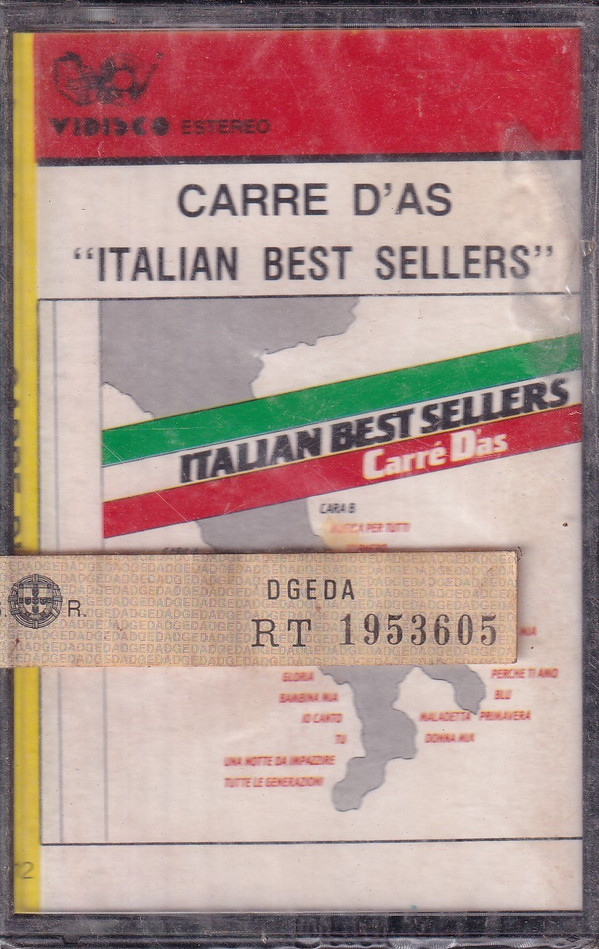 VIDISCO ESTEREO
CARRE D'AS
“ITALIAN BEST SELLERS”
ITALIAN BEST SELLERS
Carré D'as
CARA B
MUSICA PER TUTTI
DGEDA
R.
RT 1953605
GLORIA
BAMBINA MIA
IO CANTO
TU
UNA NOTTE DA IMPAZZIRE
TUTTE LE GENERAZIONI
MIA
PERCHE TI AMO
BLU
MALADETTA PRIMAVERA
DONNA MIA